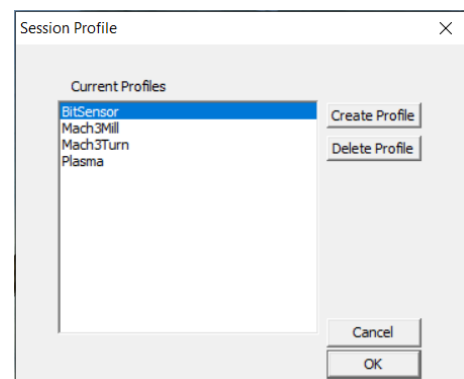 Session Profile
Current Profiles
BitSensor
Mach3Mill
Mach3Turn
Plasma
Create Profile
Delete Profile
Cancel
OK